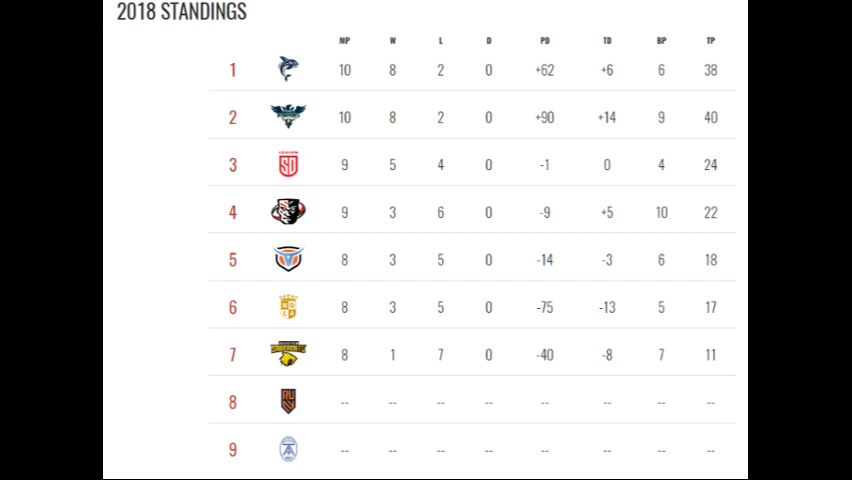 2018 STANDINGS
MP W L D PD TD BP TP
1 10 8 2 0 +62 +6 6 38
2 10 8 2 0 +90 +14 9 40
3 SD 9 5 4 0 -1 0 4 24
4 9 3 6 0 -9 +5 10 22
5 8 3 5 0 -14 -3 6 18
6 NOLA 8 3 5 0 -75 -13 5 17
7 8 1 7 0 -40 -8 7 11
8 RU -- -- -- -- -- -- -- --
9 -- -- -- -- -- -- -- --